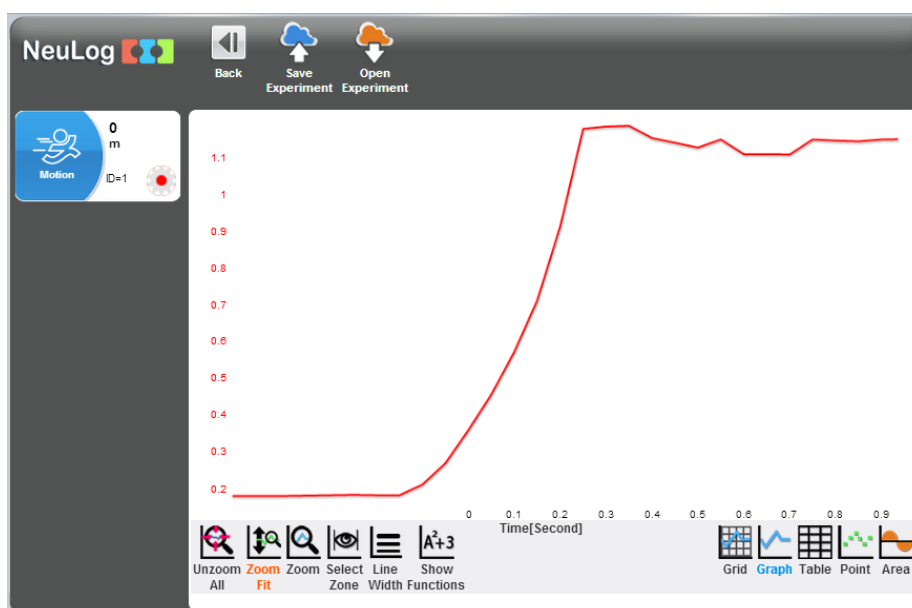 NeuLog
Back
Save Experiment
Open Experiment
0
m
Motion
ID=1
1.1
1
0.9
0.8
0.7
0.6
0.5
0.4
0.3
0.2
0 0.1 0.2 0.3 0.4 0.5 0.6 0.7 0.8 0.9
Time[Second]
Unzoom All
Zoom Fit
Zoom
Select Zone
Line Width
A²+3
Show Functions
Grid
Graph
Table
Point
Area